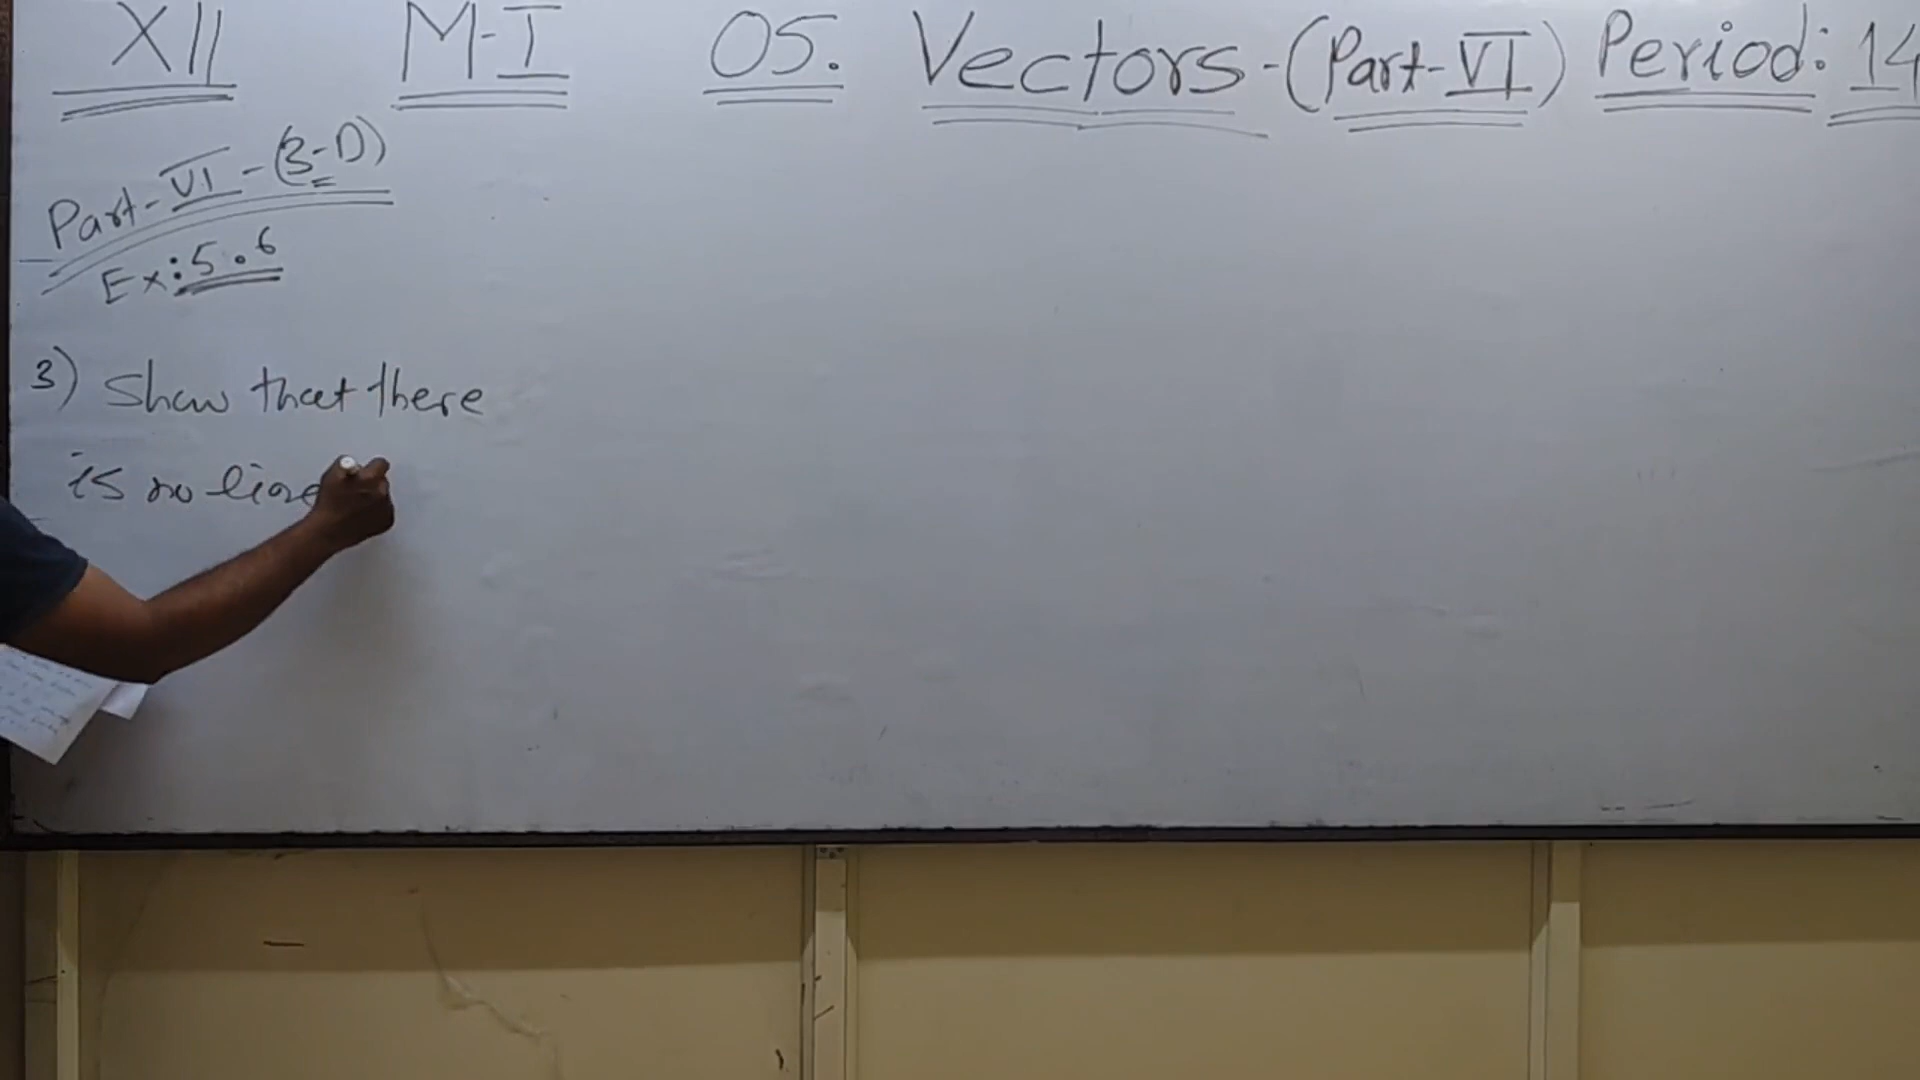 XII M-I 05. Vectors-(Part-VI) Period: 14
Part-VI-(3-D)
Ex:5.6
3) Show that there
is no line